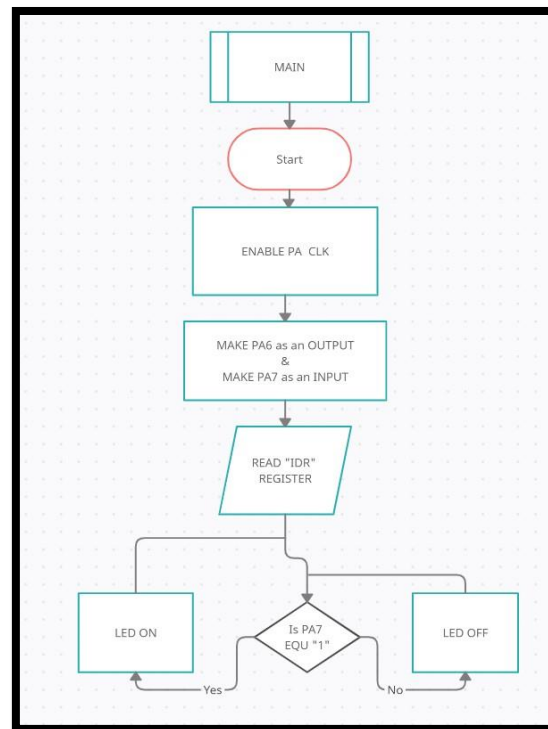 MAIN
Start
ENABLE PA CLK
MAKE PA6 as an OUTPUT
&
MAKE PA7 as an INPUT
READ "IDR"
REGISTER
LED ON
Is PA7
EQU "1"
LED OFF
Yes
No